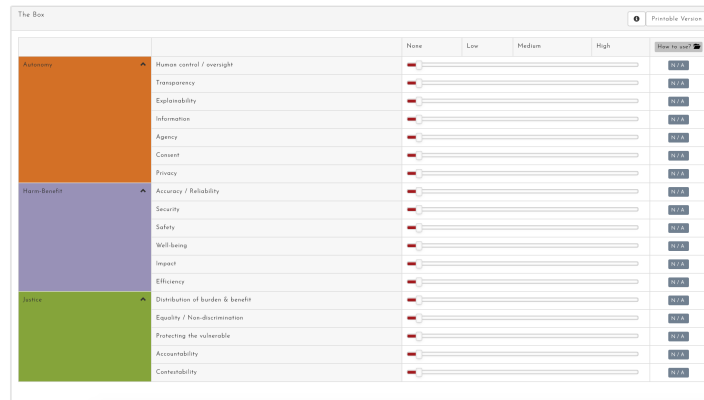 The Box
Printable Version
None Low Medium High How to use?
Autonomy Human control / oversight N/A
Transparency N/A
Explainability N/A
Information N/A
Agency N/A
Consent N/A
Privacy N/A
Harm-Benefit Accuracy / Reliability N/A
Security N/A
Safety N/A
Well-being N/A
Impact N/A
Efficiency N/A
Justice Distribution of burden & benefit N/A
Equality / Non-discrimination N/A
Protecting the vulnerable N/A
Accountability N/A
Contestability N/A